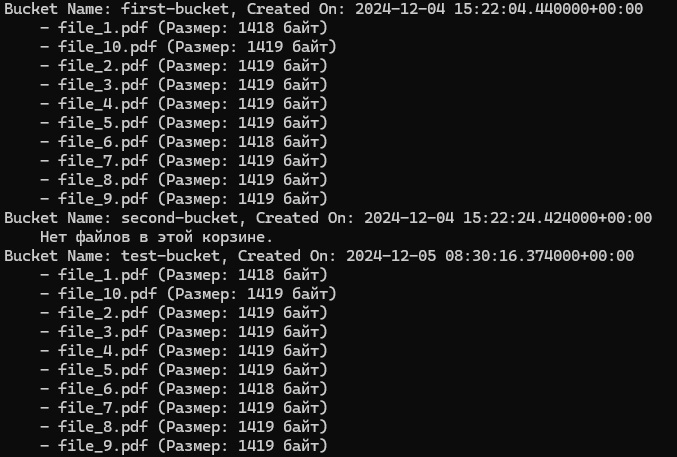 Bucket Name: first-bucket, Created On: 2024-12-04 15:22:04.440000+00:00
- file_1.pdf (Размер: 1418 байт)
- file_10.pdf (Размер: 1419 байт)
- file_2.pdf (Размер: 1419 байт)
- file_3.pdf (Размер: 1419 байт)
- file_4.pdf (Размер: 1419 байт)
- file_5.pdf (Размер: 1419 байт)
- file_6.pdf (Размер: 1418 байт)
- file_7.pdf (Размер: 1419 байт)
- file_8.pdf (Размер: 1419 байт)
- file_9.pdf (Размер: 1419 байт)
Bucket Name: second-bucket, Created On: 2024-12-04 15:22:24.424000+00:00
Нет файлов в этой корзине.
Bucket Name: test-bucket, Created On: 2024-12-05 08:30:16.374000+00:00
- file_1.pdf (Размер: 1418 байт)
- file_10.pdf (Размер: 1419 байт)
- file_2.pdf (Размер: 1419 байт)
- file_3.pdf (Размер: 1419 байт)
- file_4.pdf (Размер: 1419 байт)
- file_5.pdf (Размер: 1419 байт)
- file_6.pdf (Размер: 1418 байт)
- file_7.pdf (Размер: 1419 байт)
- file_8.pdf (Размер: 1419 байт)
- file_9.pdf (Размер: 1419 байт)